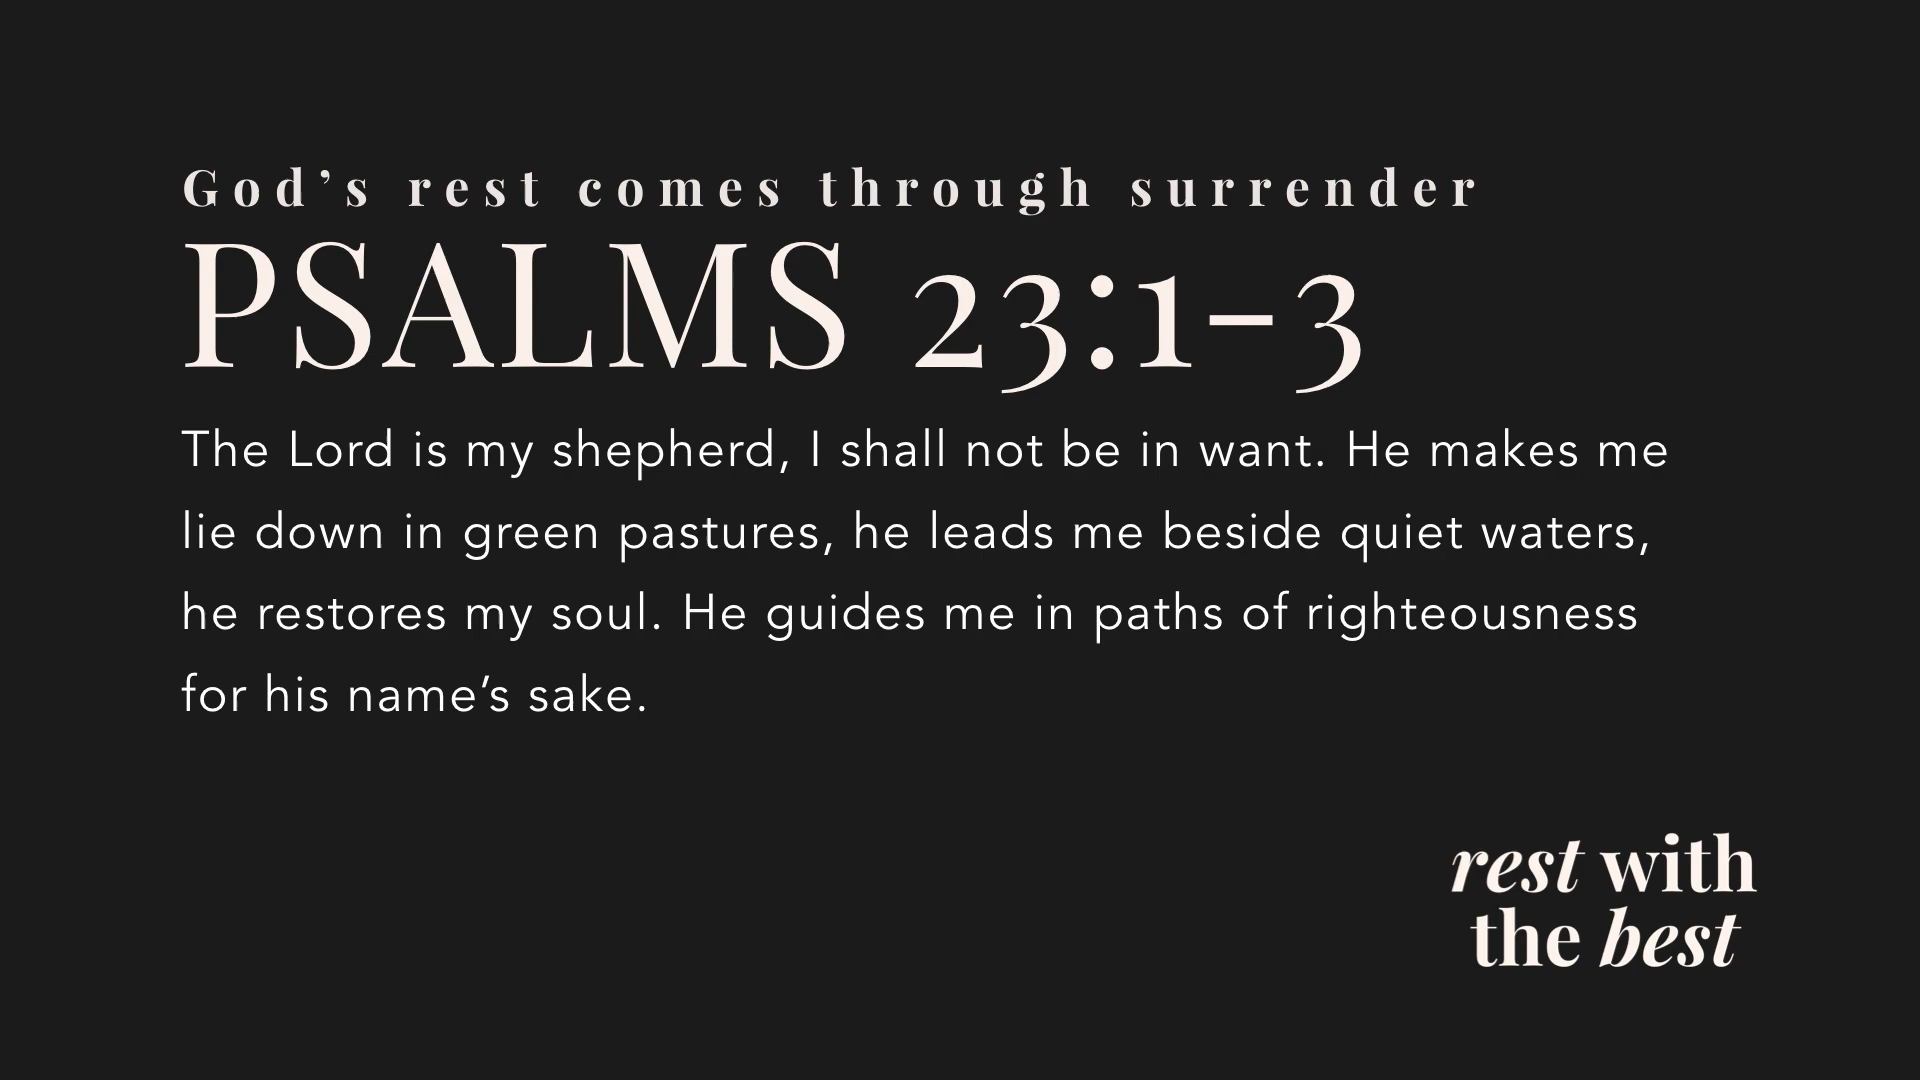 God’s rest comes through surrender
PSALMS 23:1-3
The Lord is my shepherd, I shall not be in want. He makes me
lie down in green pastures, he leads me beside quiet waters,
he restores my soul. He guides me in paths of righteousness
for his name’s sake.
rest with
the best